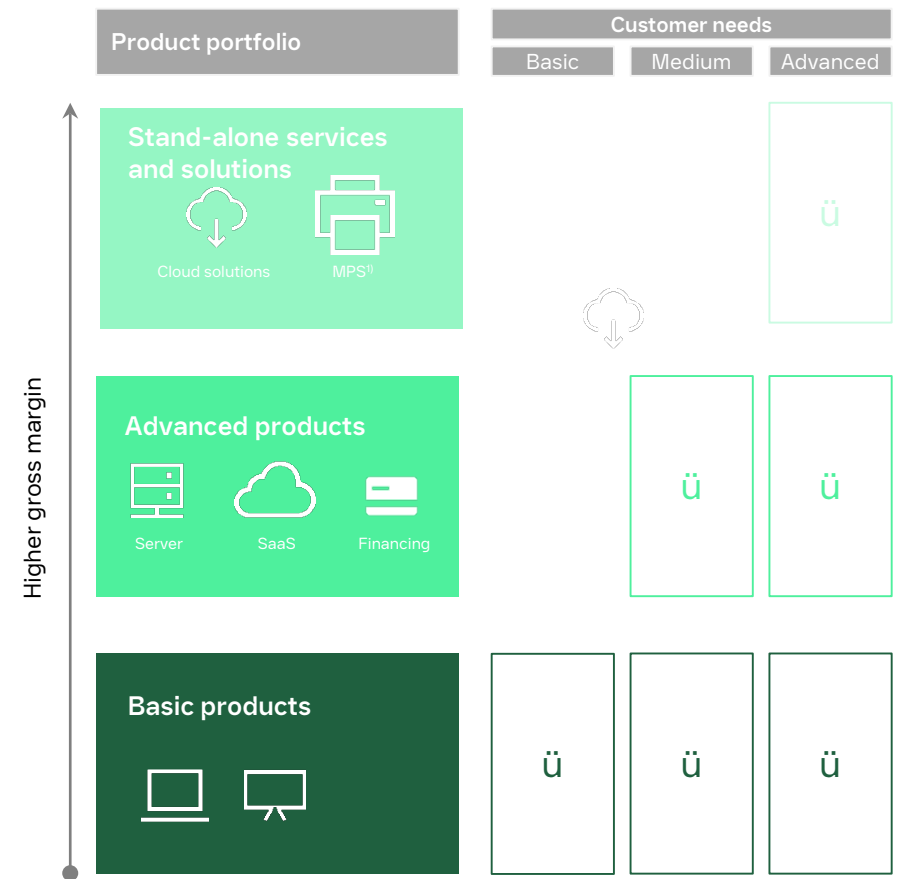 Product portfolio
Customer needs
Basic
Medium
Advanced
Stand-alone services
and solutions
Cloud solutions
MPS¹⁾
ü
Higher gross margin
Advanced products
Server
SaaS
Financing
ü
ü
Basic products
ü
ü
ü